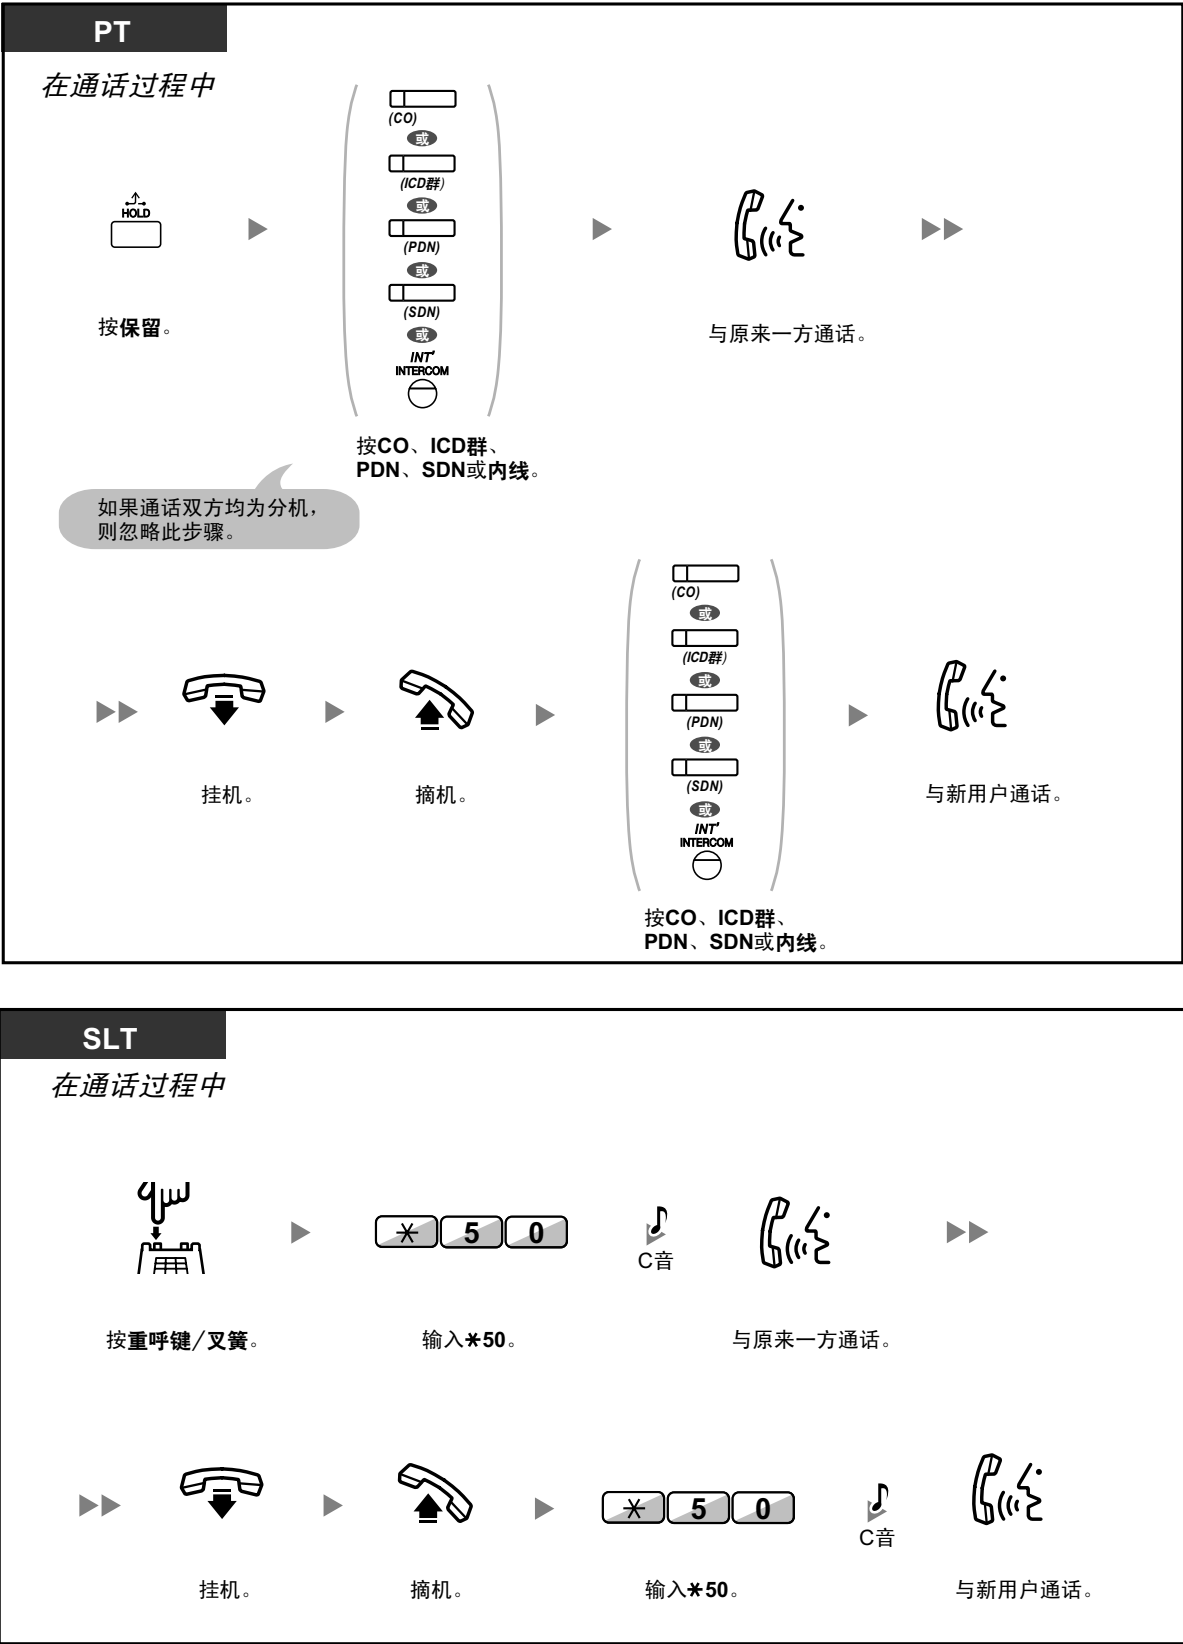 PT
在通话过程中
(CO)
或
(ICD群)
或
(PDN)
或
(SDN)
或
INT'
INTERCOM
HOLD
按保留。
与原来一方通话。
按CO、ICD群、
PDN、SDN或内线。
如果通话双方均为分机，
则忽略此步骤。
(CO)
或
(ICD群)
或
(PDN)
或
(SDN)
或
INT'
INTERCOM
挂机。
摘机。
与新用户通话。
按CO、ICD群、
PDN、SDN或内线。
SLT
在通话过程中
* 5 0
C音
按重呼键/叉簧。
输入*50。
与原来一方通话。
* 5 0
C音
挂机。
摘机。
输入*50。
与新用户通话。